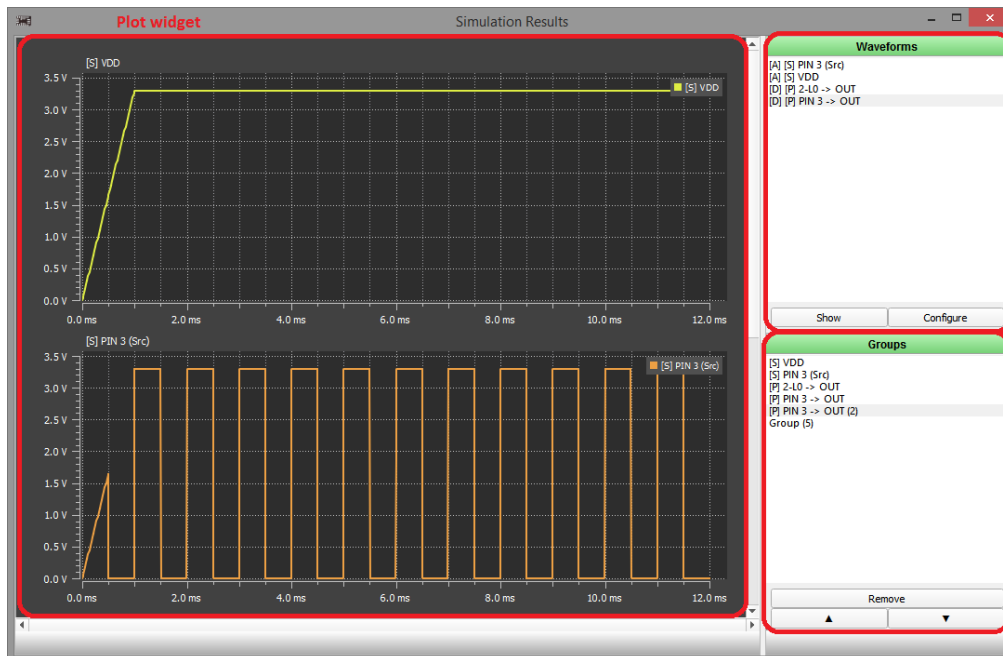 Plot widget
Simulation Results
[S] VDD
3.5 V
3.0 V
2.5 V
2.0 V
1.5 V
1.0 V
0.5 V
0.0 V
[S] VDD
0.0 ms 2.0 ms 4.0 ms 6.0 ms 8.0 ms 10.0 ms 12.0 ms
[S] PIN 3 (Src)
3.5 V
3.0 V
2.5 V
2.0 V
1.5 V
1.0 V
0.5 V
0.0 V
[S] PIN 3 (Src)
0.0 ms 2.0 ms 4.0 ms 6.0 ms 8.0 ms 10.0 ms 12.0 ms
Waveforms
[A] [S] PIN 3 (Src)
[A] [S] VDD
[D] [P] 2-L0 -> OUT
[D] [P] PIN 3 -> OUT
Show Configure
Groups
[S] VDD
[S] PIN 3 (Src)
[P] 2-L0 -> OUT
[P] PIN 3 -> OUT
[P] PIN 3 -> OUT (2)
Group (5)
Remove